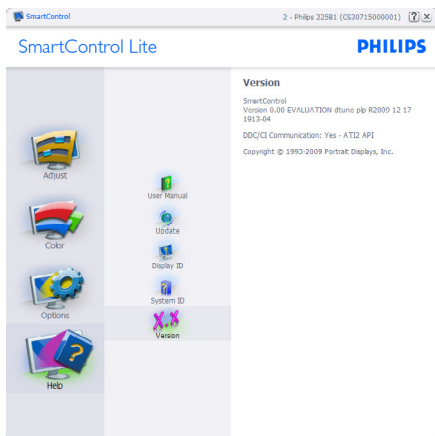 SmartControl
2 - Philips 225B1 (CS30715000001)
SmartControl Lite
PHILIPS
Adjust
Color
Options
Help
User Manual
Update
Display ID
System ID
X.X
Version
Version
SmartControl
Version 0.00 EVALUATION dtune plp R2009 12 17
1913-04
DDC/CI Communication: Yes - ATI2 API
Copyright © 1993-2009 Portrait Displays, Inc.